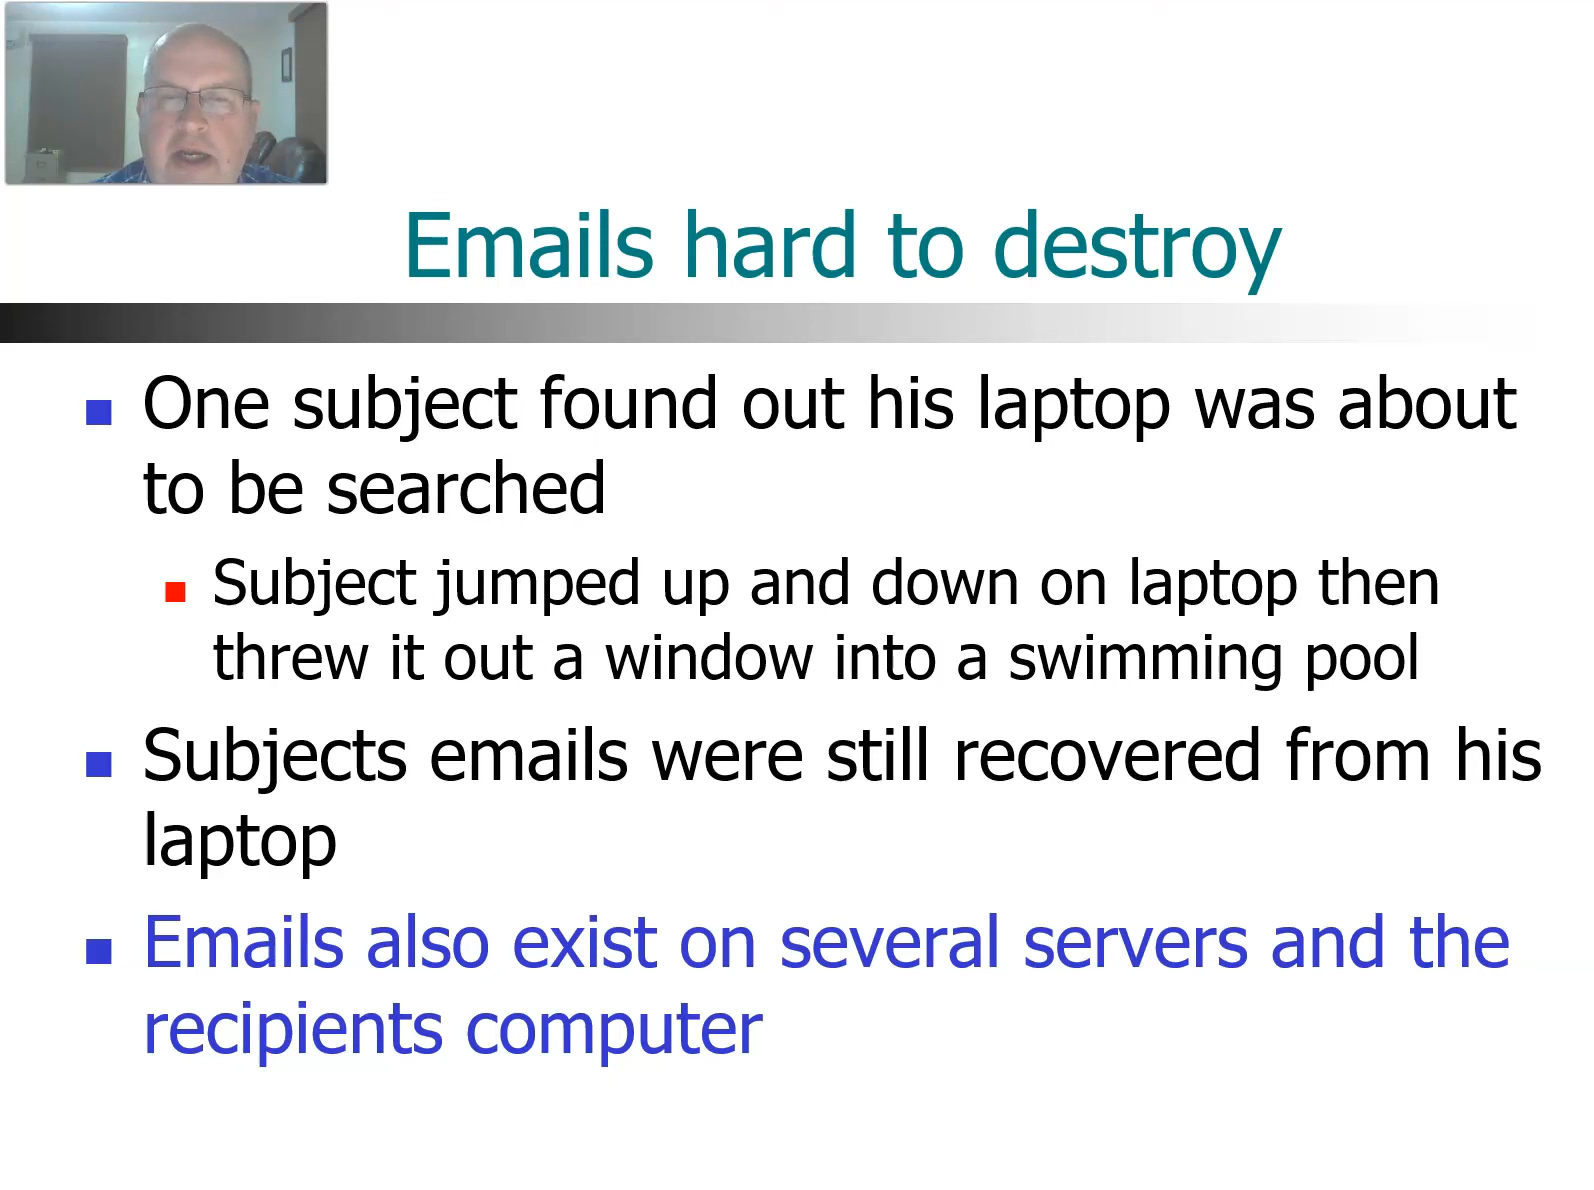 Emails hard to destroy
One subject found out his laptop was about
to be searched
Subject jumped up and down on laptop then
threw it out a window into a swimming pool
Subjects emails were still recovered from his
laptop
Emails also exist on several servers and the
recipients computer